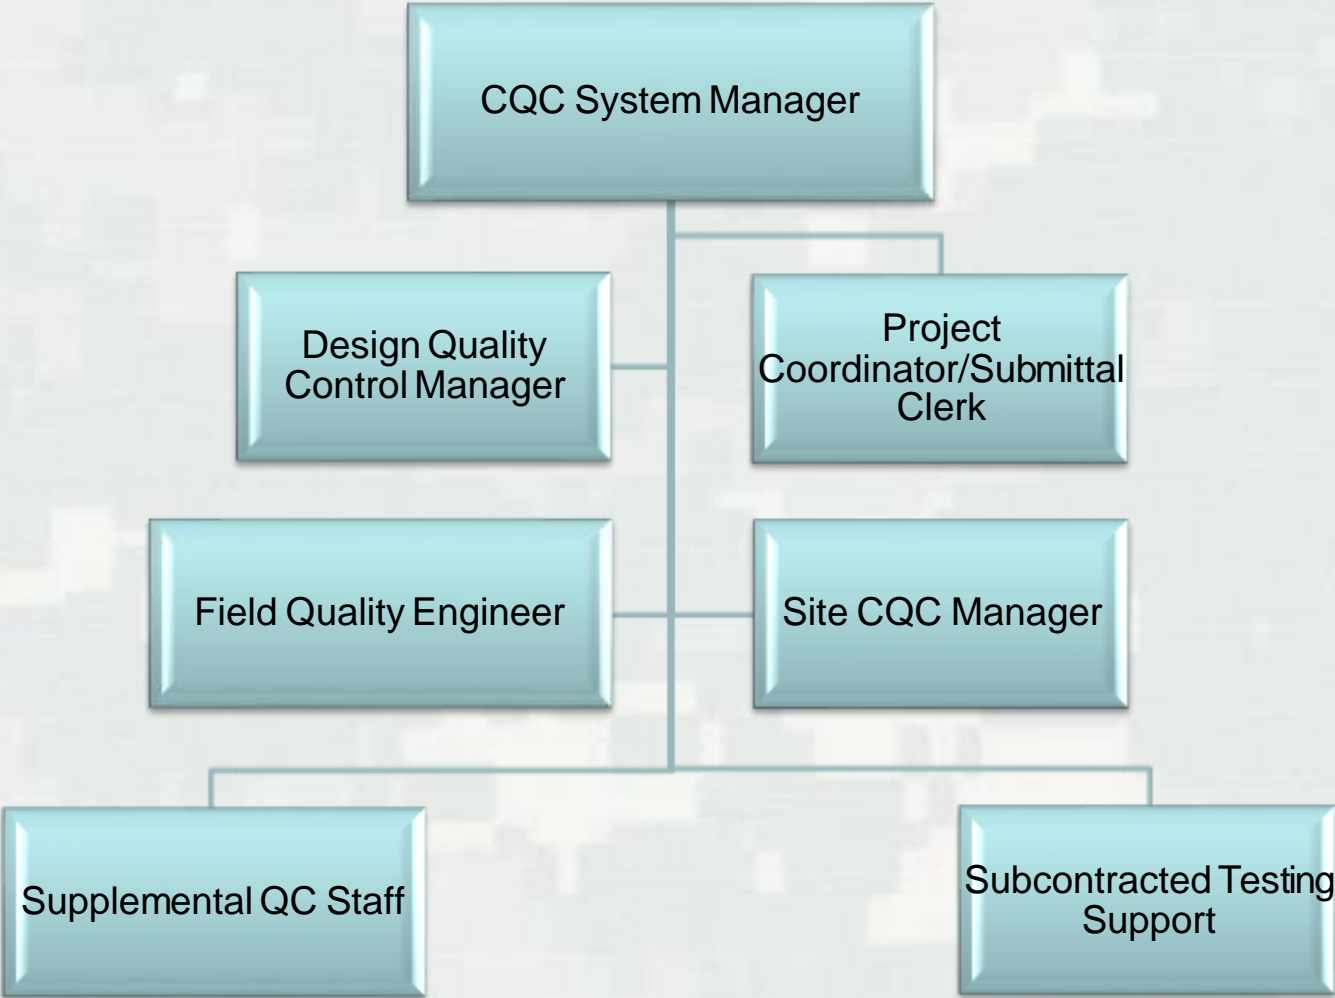 CQC System Manager
Design Quality
Control Manager
Project
Coordinator/Submittal
Clerk
Field Quality Engineer
Site CQC Manager
Supplemental QC Staff
Subcontracted Testing
Support